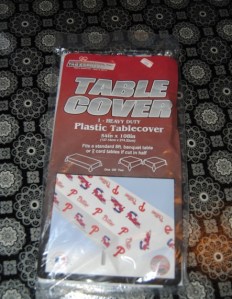 TABLE
COVER
1 - HEAVY DUTY
Plastic Tablecover
54in x 108in
Fits a standard 8ft. banquet table
or 2 card tables if cut in half